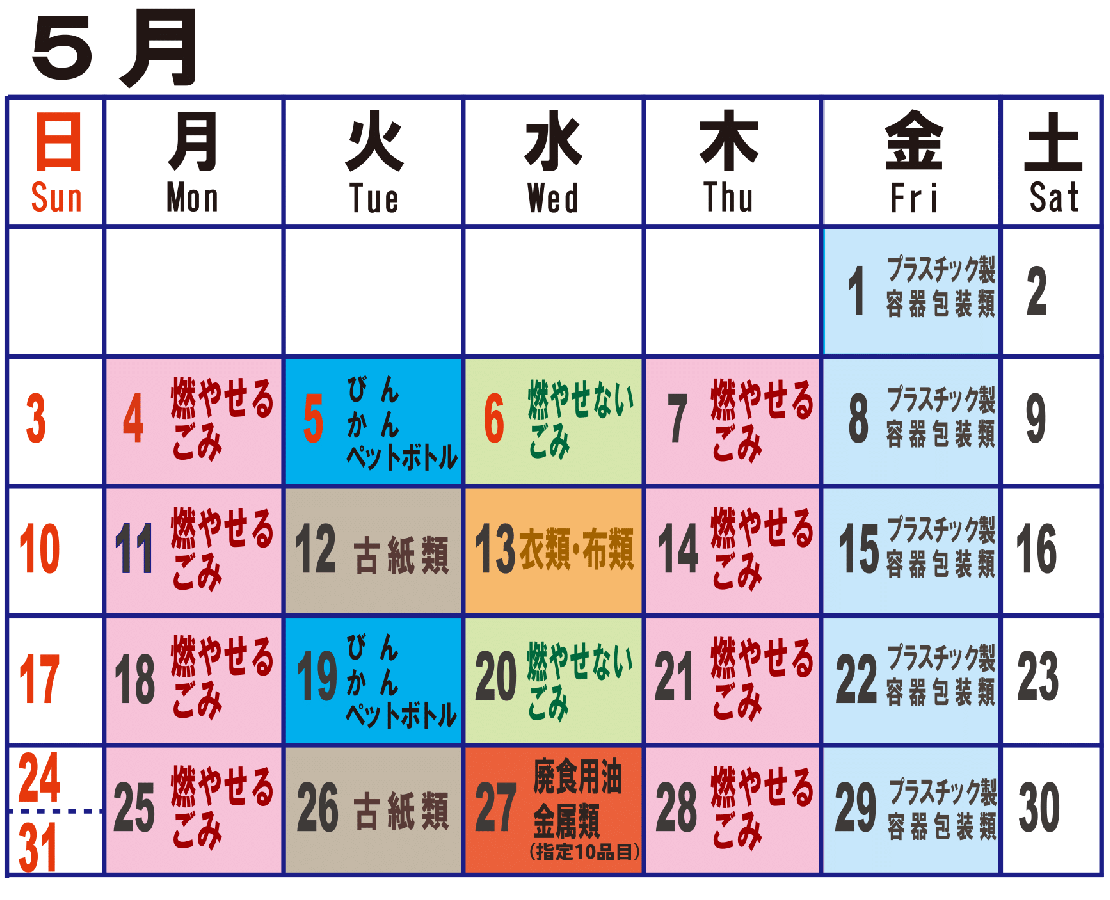 5月
日 月 火 水 木 金 土
Sun Mon Tue Wed Thu Fri Sat
1 プラスチック製
容器包装類
2
3
4 燃やせる
ごみ
5 びん
かん
ペットボトル
6 燃やせない
ごみ
7 燃やせる
ごみ
8 プラスチック製
容器包装類
9
10
11 燃やせる
ごみ
12 古紙類
13 衣類・布類
14 燃やせる
ごみ
15 プラスチック製
容器包装類
16
17
18 燃やせる
ごみ
19 びん
かん
ペットボトル
20 燃やせない
ごみ
21 燃やせる
ごみ
22 プラスチック製
容器包装類
23
24
31
25 燃やせる
ごみ
26 古紙類
27 廃食用油
金属類
(指定10品目)
28 燃やせる
ごみ
29 プラスチック製
容器包装類
30